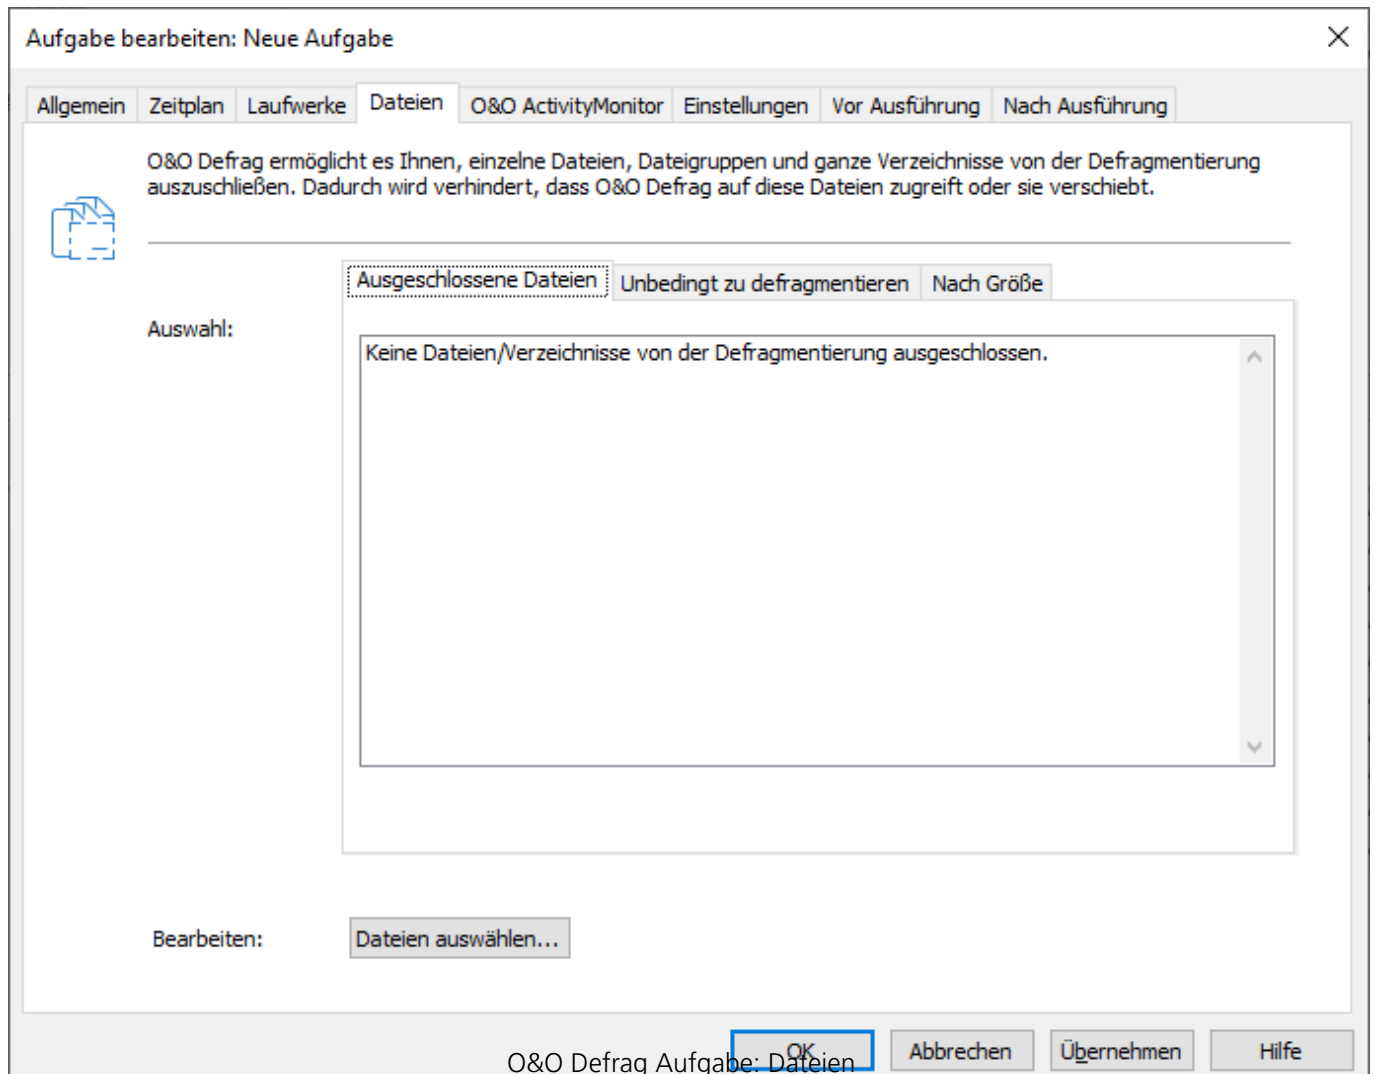 Aufgabe bearbeiten: Neue Aufgabe
Allgemein Zeitplan Laufwerke Dateien O&O ActivityMonitor Einstellungen Vor Ausführung Nach Ausführung
O&O Defrag ermöglicht es Ihnen, einzelne Dateien, Dateigruppen und ganze Verzeichnisse von der Defragmentierung
auszuschließen. Dadurch wird verhindert, dass O&O Defrag auf diese Dateien zugreift oder sie verschiebt.
Ausgeschlossene Dateien Unbedingt zu defragmentieren Nach Größe
Auswahl:
Keine Dateien/Verzeichnisse von der Defragmentierung ausgeschlossen.
Bearbeiten: Dateien auswählen...
OK Abbrechen Übernehmen Hilfe
O&O Defrag Aufgabe: Dateien